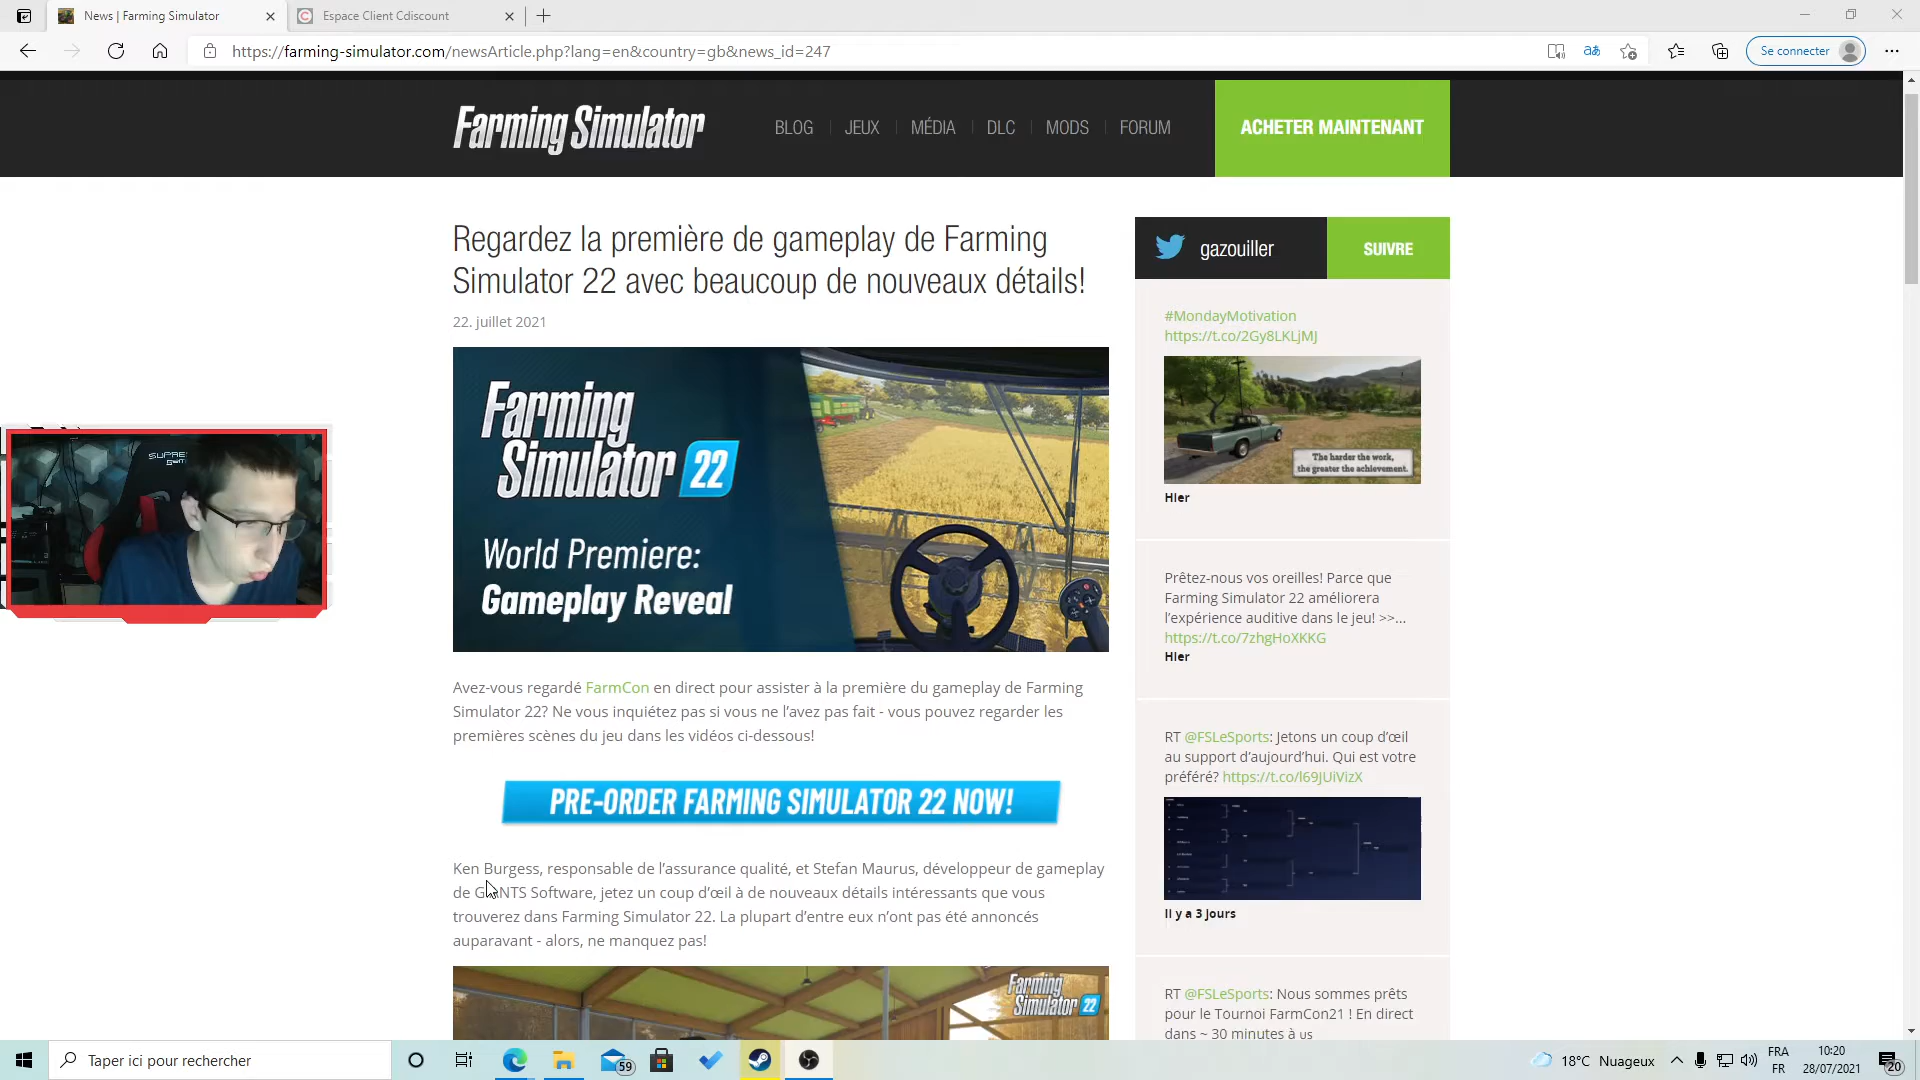 News | Farming Simulator
Espace Client Cdiscount
https://farming-simulator.com/newsArticle.php?lang=en&country=gb&news_id=247
Se connecter
Farming Simulator
BLOG
JEUX
MÉDIA
DLC
MODS
FORUM
ACHETER MAINTENANT
Regardez la première de gameplay de Farming
Simulator 22 avec beaucoup de nouveaux détails!
22. juillet 2021
Farming
Simulator 22
World Premiere:
Gameplay Reveal
Avez-vous regardé FarmCon en direct pour assister à la première du gameplay de Farming
Simulator 22? Ne vous inquiétez pas si vous ne l'avez pas fait - vous pouvez regarder les
premières scènes du jeu dans les vidéos ci-dessous!
PRE-ORDER FARMING SIMULATOR 22 NOW!
Ken Burgess, responsable de l'assurance qualité, et Stefan Maurus, développeur de gameplay
de GIANTS Software, jetez un coup d'œil à de nouveaux détails intéressants que vous
trouverez dans Farming Simulator 22. La plupart d'entre eux n'ont pas été annoncés
auparavant - alors, ne manquez pas!
Farming
Simulator 22
gazouiller
SUIVRE
#MondayMotivation
https://t.co/2Gy8LKLjMJ
The harder the work,
the greater the achievement.
Hier
Prêtez-nous vos oreilles! Parce que
Farming Simulator 22 améliorera
l'expérience auditive dans le jeu! >>...
https://t.co/7zhgHoXKKG
Hier
RT @FSLeSports: Jetons un coup d'œil
au support d'aujourd'hui. Qui est votre
préféré? https://t.co/l69JUiVizX
Il y a 3 jours
RT @FSLeSports: Nous sommes prêts
pour le Tournoi FarmCon21 ! En direct
dans ~ 30 minutes à us
Taper ici pour rechercher
59
18°C Nuageux
FRA
FR
10:20
28/07/2021
20